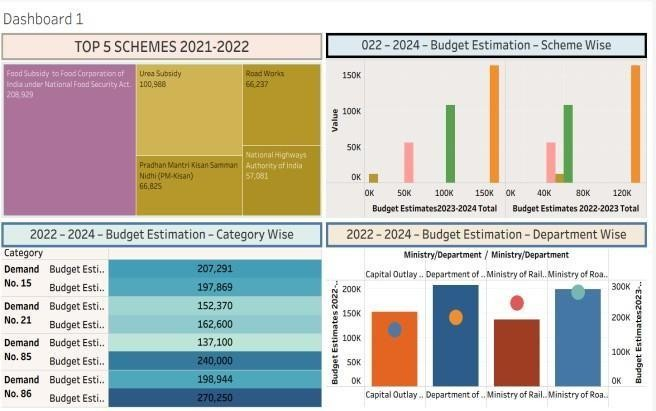 Dashboard 1
TOP 5 SCHEMES 2021-2022
Food Subsidy to Food Corporation of
India under National Food Security Act.
208,929
Urea Subsidy
100,988
Road Works
66,237
Pradhan Mantri Kisan Samman
Nidhi (PM-Kisan)
66,825
National Highways
Authority of India
57,081
022 – 2024 – Budget Estimation – Scheme Wise
Value
150K
100K
50K
0K
0K 50K 100K 150K 0K 40K 80K 120K
Budget Estimates2023-2024 Total
Budget Estimates 2022-2023 Total
2022 – 2024 – Budget Estimation – Category Wise
Category
Demand No. 15
Budget Esti.. 207,291
Budget Esti.. 197,869
Demand No. 21
Budget Esti.. 152,370
Budget Esti.. 162,600
Demand No. 85
Budget Esti.. 137,100
Budget Esti.. 240,000
Demand No. 86
Budget Esti.. 198,944
Budget Esti.. 270,250
2022 – 2024 – Budget Estimation – Department Wise
Ministry/Department / Ministry/Department
Capital Outlay .. Department of .. Ministry of Rail.. Ministry of Roa..
Budget Estimates 2022-..
200K
150K
100K
50K
0K
300K
200K
100K
0K
Budget Estimates2023-..
Capital Outlay .. Department of .. Ministry of Rail.. Ministry of Roa..